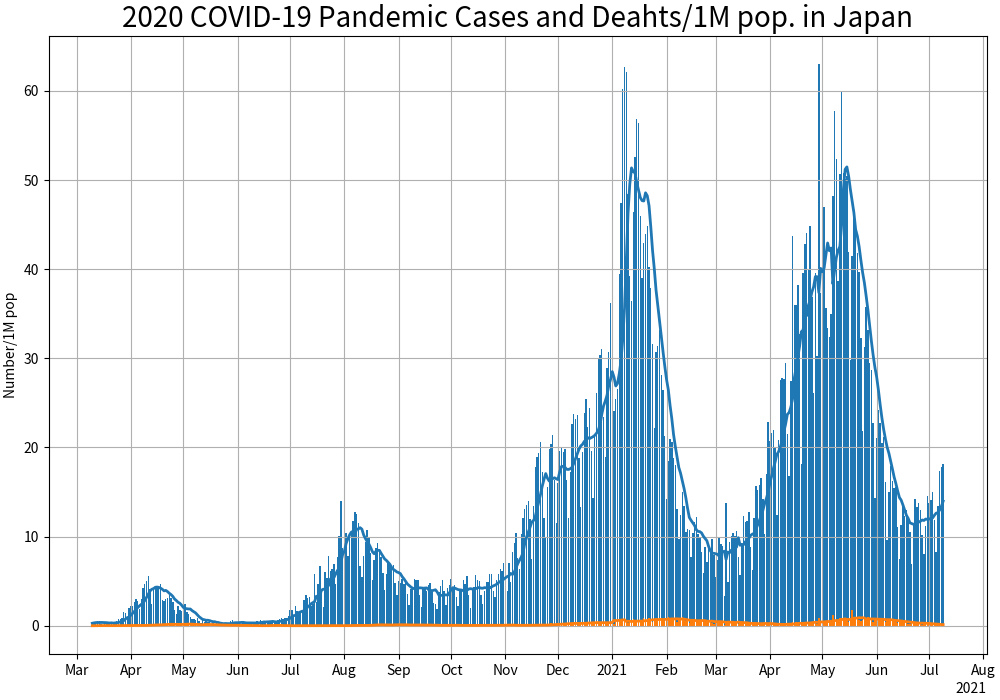 2020 COVID-19 Pandemic Cases and Deahts/1M pop. in Japan
Number/1M pop
60
50
40
30
20
10
0
Mar Apr May Jun Jul Aug Sep Oct Nov Dec 2021 Feb Mar Apr May Jun Jul Aug
2021